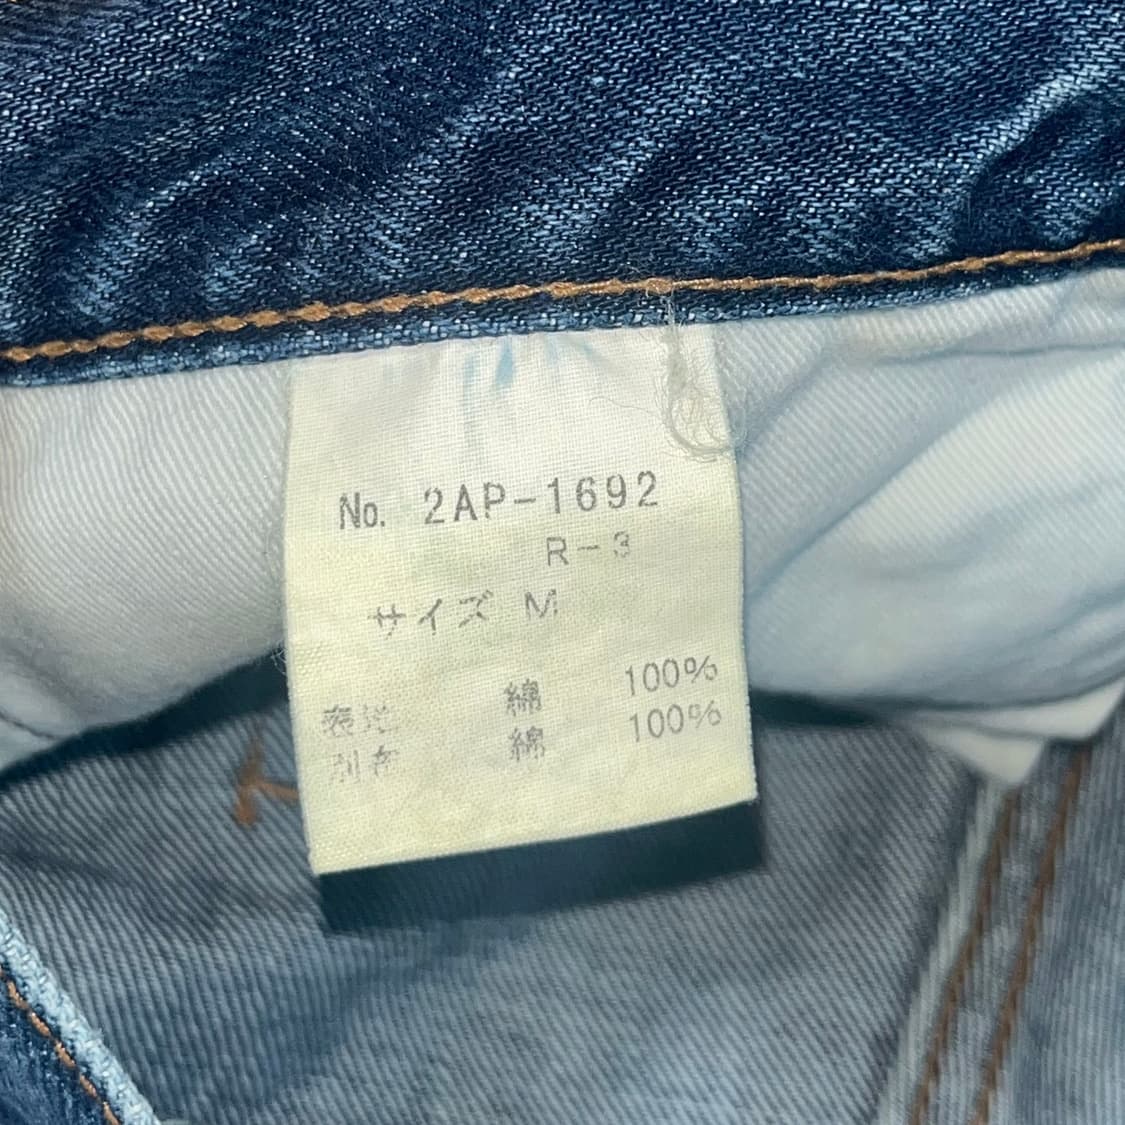 No. 2AP-1692
R-3
サイズ M
表地 綿 100%
別布 綿 100%